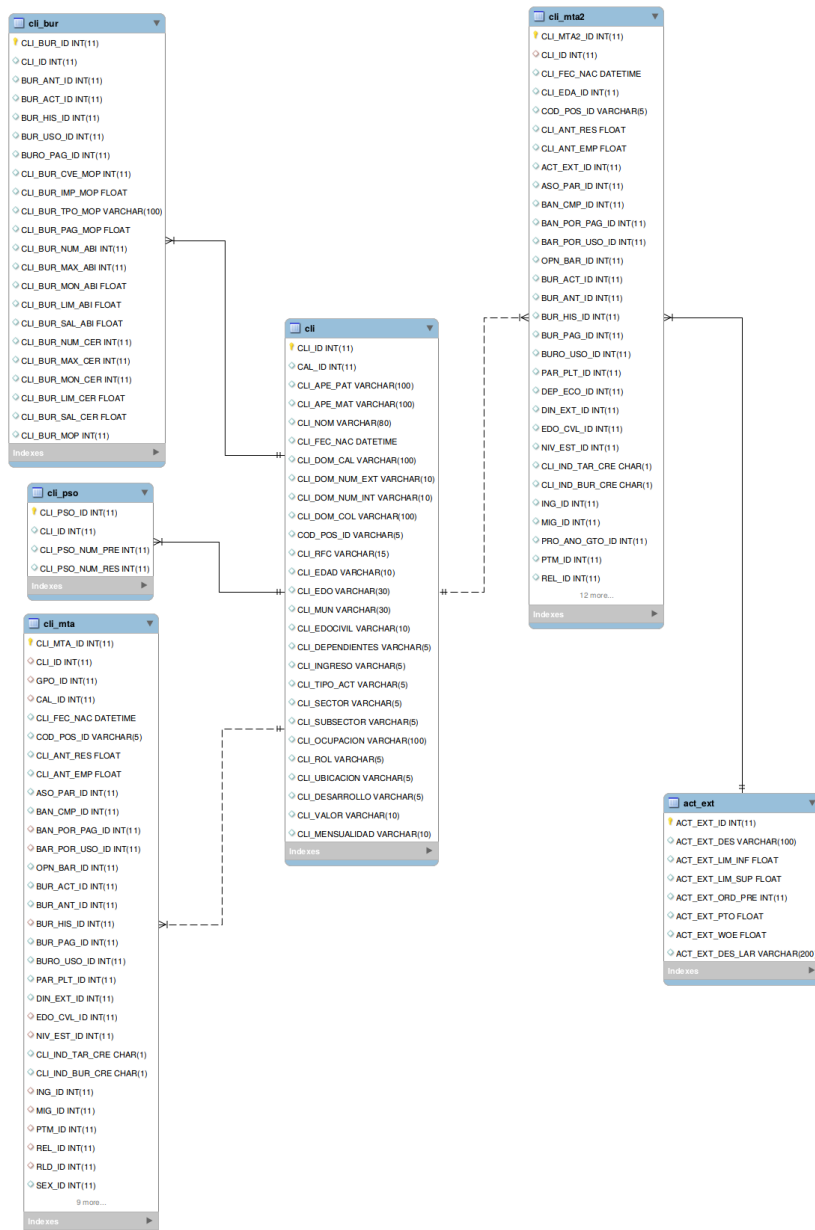 cli_bur
CLI_BUR_ID INT(11)
CLI_ID INT(11)
BUR_ANT_ID INT(11)
BUR_ACT_ID INT(11)
BUR_HIS_ID INT(11)
BUR_USO_ID INT(11)
BURO_PAG_ID INT(11)
CLI_BUR_CVE_MOP INT(11)
CLI_BUR_IMP_MOP FLOAT
CLI_BUR_TPO_MOP VARCHAR(100)
CLI_BUR_PAG_MOP FLOAT
CLI_BUR_NUM_ABI INT(11)
CLI_BUR_MAX_ABI INT(11)
CLI_BUR_MON_ABI FLOAT
CLI_BUR_LIM_ABI FLOAT
CLI_BUR_SAL_ABI FLOAT
CLI_BUR_NUM_CER INT(11)
CLI_BUR_MAX_CER INT(11)
CLI_BUR_MON_CER INT(11)
CLI_BUR_LIM_CER FLOAT
CLI_BUR_SAL_CER FLOAT
CLI_BUR_MOP INT(11)
Indexes
cli_pso
CLI_PSO_ID INT(11)
CLI_ID INT(11)
CLI_PSO_NUM_PRE INT(11)
CLI_PSO_NUM_RES INT(11)
Indexes
cli_mta
CLI_MTA_ID INT(11)
CLI_ID INT(11)
GPO_ID INT(11)
CAL_ID INT(11)
CLI_FEC_NAC DATETIME
COD_POS_ID VARCHAR(5)
CLI_ANT_RES FLOAT
CLI_ANT_EMP FLOAT
ASO_PAR_ID INT(11)
BAN_CMP_ID INT(11)
BAN_POR_PAG_ID INT(11)
BAR_POR_USO_ID INT(11)
OPN_BAR_ID INT(11)
BUR_ACT_ID INT(11)
BUR_ANT_ID INT(11)
BUR_HIS_ID INT(11)
BUR_PAG_ID INT(11)
BURO_USO_ID INT(11)
PAR_PLT_ID INT(11)
DIN_EXT_ID INT(11)
EDO_CVL_ID INT(11)
NIV_EST_ID INT(11)
CLI_IND_TAR_CRE CHAR(1)
CLI_IND_BUR_CRE CHAR(1)
ING_ID INT(11)
MIG_ID INT(11)
PTM_ID INT(11)
REL_ID INT(11)
RLD_ID INT(11)
SEX_ID INT(11)
9 more...
Indexes
cli
CLI_ID INT(11)
CAL_ID INT(11)
CLI_APE_PAT VARCHAR(100)
CLI_APE_MAT VARCHAR(100)
CLI_NOM VARCHAR(80)
CLI_FEC_NAC DATETIME
CLI_DOM_CAL VARCHAR(100)
CLI_DOM_NUM_EXT VARCHAR(10)
CLI_DOM_NUM_INT VARCHAR(10)
CLI_DOM_COL VARCHAR(100)
COD_POS_ID VARCHAR(5)
CLI_RFC VARCHAR(15)
CLI_EDAD VARCHAR(10)
CLI_EDO VARCHAR(30)
CLI_MUN VARCHAR(30)
CLI_EDOCIVIL VARCHAR(10)
CLI_DEPENDIENTES VARCHAR(5)
CLI_INGRESO VARCHAR(5)
CLI_TIPO_ACT VARCHAR(5)
CLI_SECTOR VARCHAR(5)
CLI_SUBSECTOR VARCHAR(5)
CLI_OCUPACION VARCHAR(100)
CLI_ROL VARCHAR(5)
CLI_UBICACION VARCHAR(5)
CLI_DESARROLLO VARCHAR(5)
CLI_VALOR VARCHAR(10)
CLI_MENSUALIDAD VARCHAR(10)
Indexes
cli_mta2
CLI_MTA2_ID INT(11)
CLI_ID INT(11)
CLI_FEC_NAC DATETIME
CLI_EDA_ID INT(11)
COD_POS_ID VARCHAR(5)
CLI_ANT_RES FLOAT
CLI_ANT_EMP FLOAT
ACT_EXT_ID INT(11)
ASO_PAR_ID INT(11)
BAN_CMP_ID INT(11)
BAN_POR_PAG_ID INT(11)
BAR_POR_USO_ID INT(11)
OPN_BAR_ID INT(11)
BUR_ACT_ID INT(11)
BUR_ANT_ID INT(11)
BUR_HIS_ID INT(11)
BUR_PAG_ID INT(11)
BURO_USO_ID INT(11)
PAR_PLT_ID INT(11)
DEP_ECO_ID INT(11)
DIN_EXT_ID INT(11)
EDO_CVL_ID INT(11)
NIV_EST_ID INT(11)
CLI_IND_TAR_CRE CHAR(1)
CLI_IND_BUR_CRE CHAR(1)
ING_ID INT(11)
MIG_ID INT(11)
PRO_ANO_GTO_ID INT(11)
PTM_ID INT(11)
REL_ID INT(11)
12 more...
Indexes
act_ext
ACT_EXT_ID INT(11)
ACT_EXT_DES VARCHAR(100)
ACT_EXT_LIM_INF FLOAT
ACT_EXT_LIM_SUP FLOAT
ACT_EXT_ORD_PRE INT(11)
ACT_EXT_PTO FLOAT
ACT_EXT_WOE FLOAT
ACT_EXT_DES_LAR VARCHAR(200
Indexes